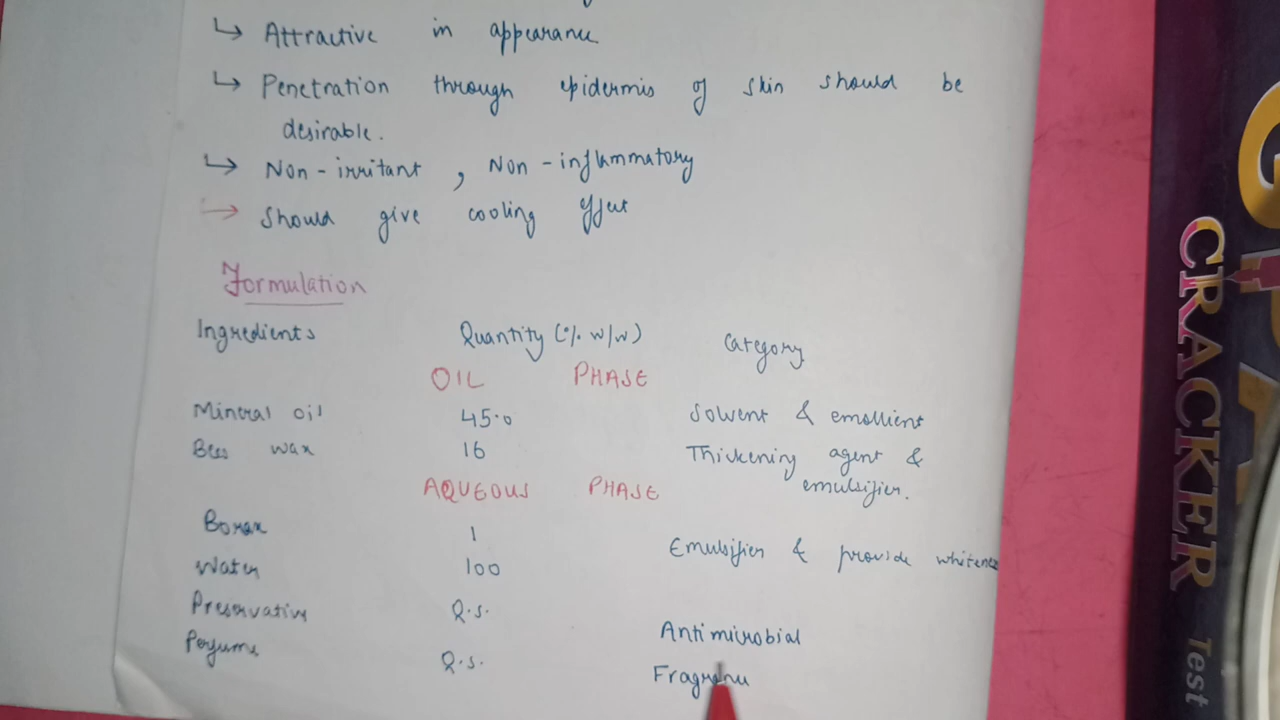 ↳ Attractive in appearance
↳ Penetration through epidermis of skin should be
desirable.
↳ Non-irritant, Non-inflammatory
→ Should give cooling effect
Formulation
Ingredients Quantity (% w/w) Category
OIL PHASE
Mineral oil 45.0 Solvent & emollient
Bees wax 16 Thickening agent &
emulsifier.
AQUEOUS PHASE
Borax 1 Emulsifier & provide whiteness
Water 100
Preservative Q.s. Antimicrobial
Perfume Q.s. Fragrance
CRACKER
Test